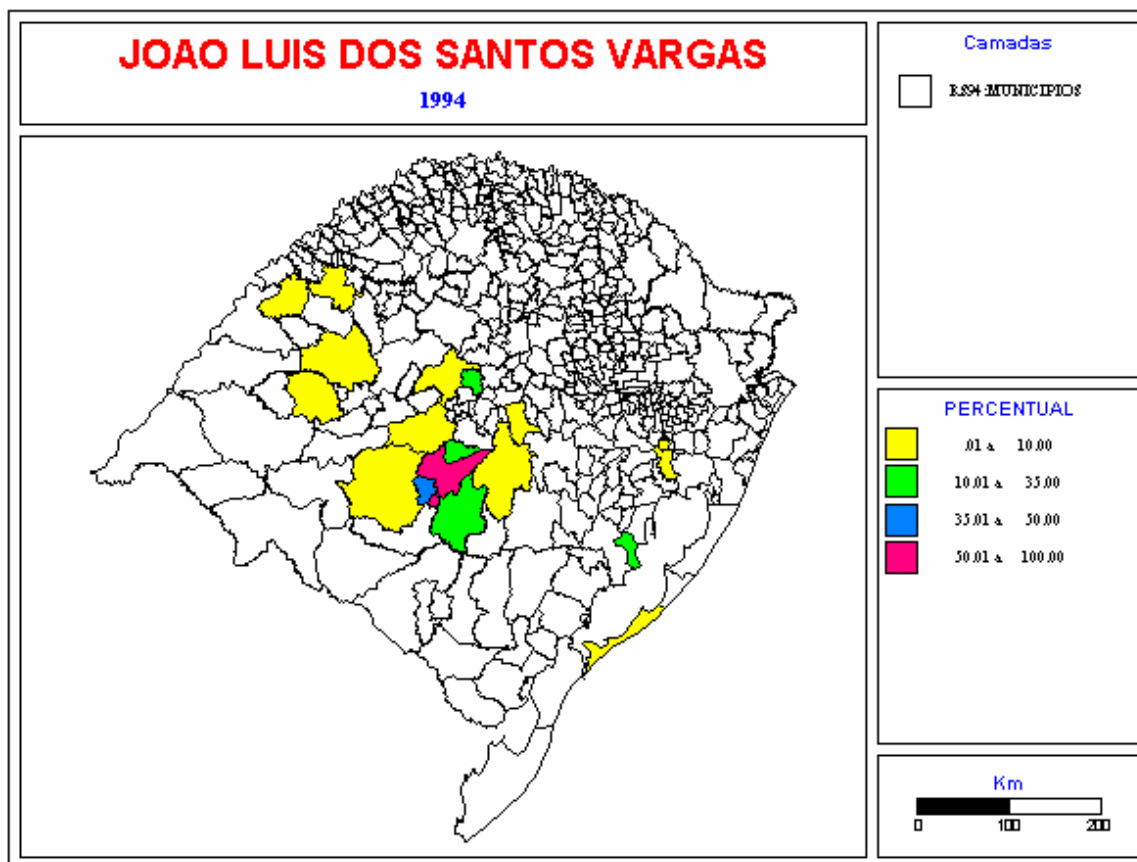 JOAO LUIS DOS SANTOS VARGAS
1994
Camadas
RS94:MUNICIPIOS
PERCENTUAL
.01 a 10.00
10.01 a 35.00
35.01 a 50.00
50.01 a 100.00
Km
0 100 200